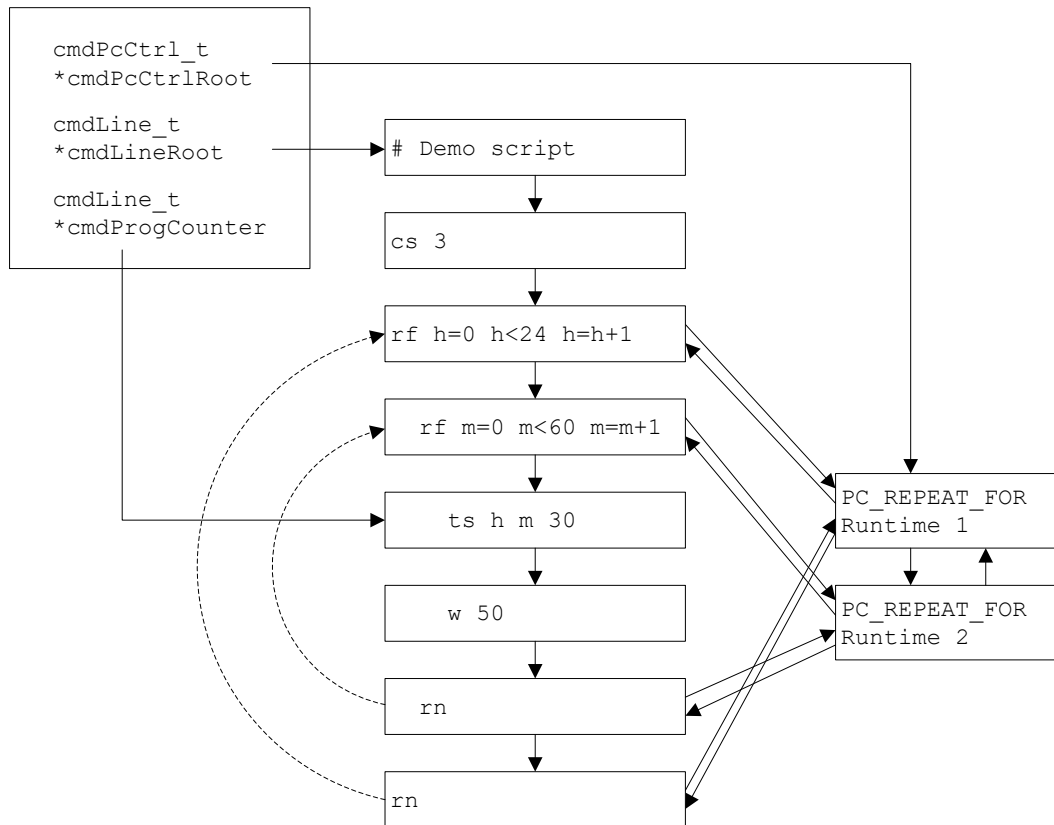 cmdPcCtrl_t
*cmdPcCtrlRoot
cmdLine_t
*cmdLineRoot
cmdLine_t
*cmdProgCounter
# Demo script
cs 3
rf h=0 h<24 h=h+1
rf m=0 m<60 m=m+1
ts h m 30
w 50
rn
rn
PC_REPEAT_FOR
Runtime 1
PC_REPEAT_FOR
Runtime 2